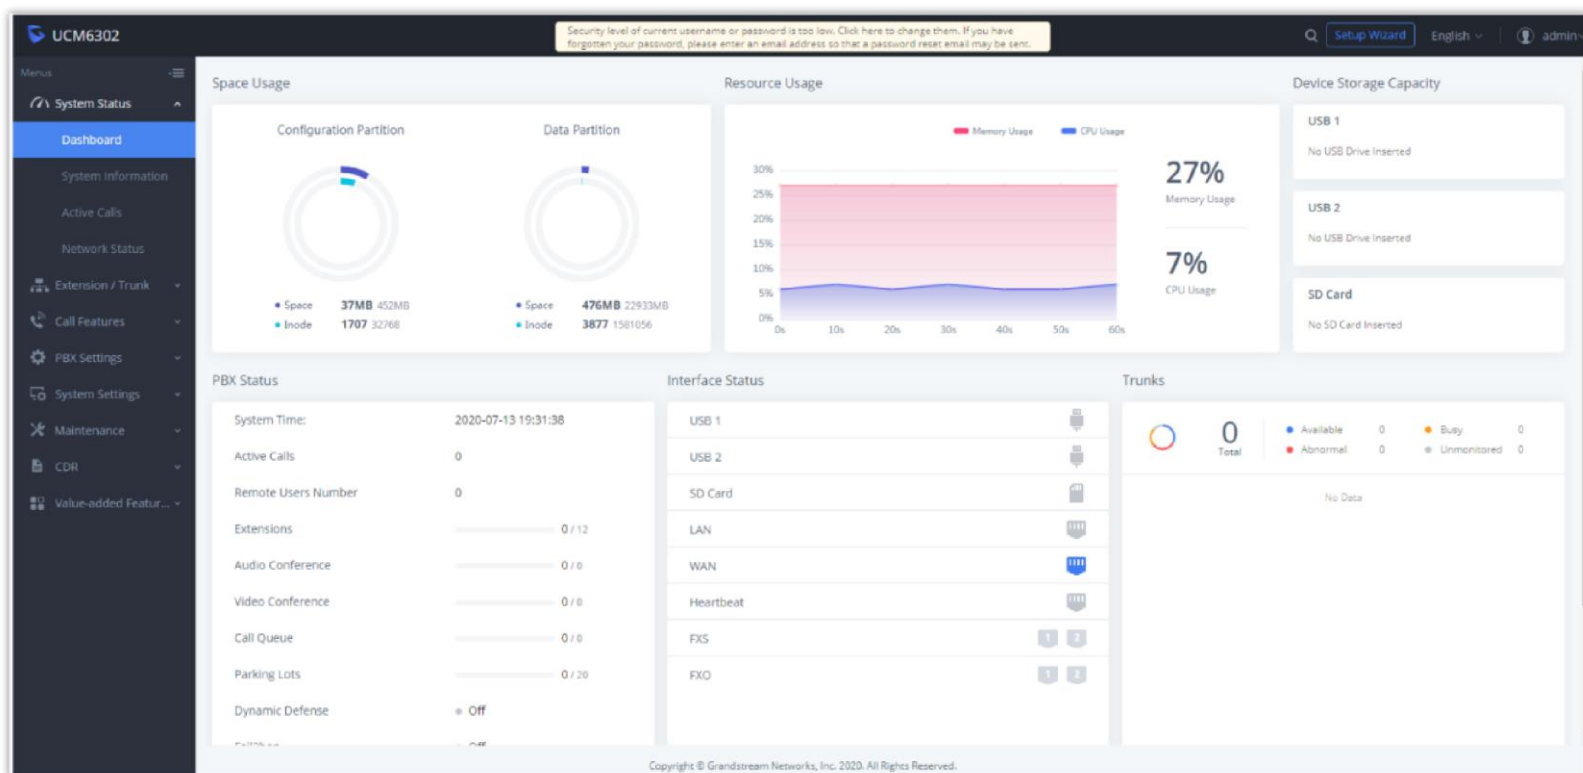 UCM6302
Security level of current username or password is too low. Click here to change them. If you have
forgotten your password, please enter an email address so that a password reset email may be sent.
Setup Wizard
English
admin
Menus
System Status
Dashboard
System Information
Active Calls
Network Status
Extension / Trunk
Call Features
PBX Settings
System Settings
Maintenance
CDR
Value-added Featur...
Space Usage
Configuration Partition
Data Partition
Space 37MB 452MB
Inode 1707 32768
Space 476MB 22933MB
Inode 3877 1581056
Resource Usage
Memory Usage
CPU Usage
30%
25%
20%
15%
10%
5%
0%
0s 10s 20s 30s 40s 50s 60s
27%
Memory Usage
7%
CPU Usage
Device Storage Capacity
USB 1
No USB Drive Inserted
USB 2
No USB Drive Inserted
SD Card
No SD Card Inserted
PBX Status
System Time: 2020-07-13 19:31:38
Active Calls 0
Remote Users Number 0
Extensions 0 / 12
Audio Conference 0 / 0
Video Conference 0 / 0
Call Queue 0 / 0
Parking Lots 0 / 20
Dynamic Defense Off
Interface Status
USB 1
USB 2
SD Card
LAN
WAN
Heartbeat
FXS 1 2
FXO 1 2
Trunks
0
Total
Available 0 Busy 0
Abnormal 0 Unmonitored 0
No Data
Copyright © Grandstream Networks, Inc. 2020. All Rights Reserved.